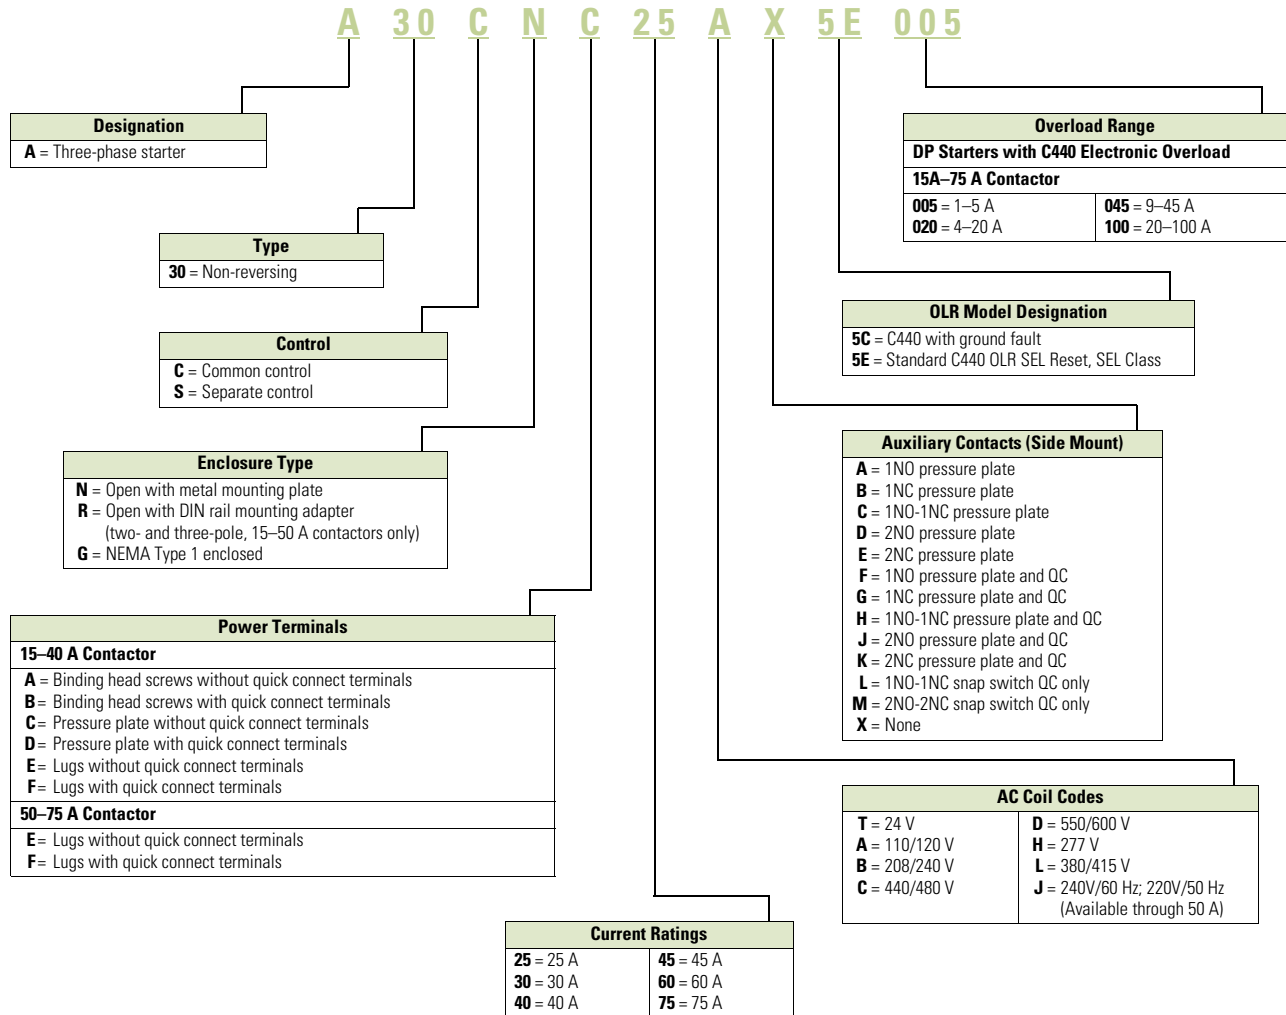 A 30 C N C 25 A X 5E 005
Designation
A = Three-phase starter
Type
30 = Non-reversing
Control
C = Common control
S = Separate control
Enclosure Type
N = Open with metal mounting plate
R = Open with DIN rail mounting adapter
(two- and three-pole, 15–50 A contactors only)
G = NEMA Type 1 enclosed
Power Terminals
15–40 A Contactor
A = Binding head screws without quick connect terminals
B = Binding head screws with quick connect terminals
C = Pressure plate without quick connect terminals
D = Pressure plate with quick connect terminals
E = Lugs without quick connect terminals
F = Lugs with quick connect terminals
50–75 A Contactor
E = Lugs without quick connect terminals
F = Lugs with quick connect terminals
Current Ratings
25 = 25 A
30 = 30 A
40 = 40 A
45 = 45 A
60 = 60 A
75 = 75 A
AC Coil Codes
T = 24 V
A = 110/120 V
B = 208/240 V
C = 440/480 V
D = 550/600 V
H = 277 V
L = 380/415 V
J = 240V/60 Hz; 220V/50 Hz
(Available through 50 A)
Auxiliary Contacts (Side Mount)
A = 1NO pressure plate
B = 1NC pressure plate
C = 1NO-1NC pressure plate
D = 2NO pressure plate
E = 2NC pressure plate
F = 1NO pressure plate and QC
G = 1NC pressure plate and QC
H = 1NO-1NC pressure plate and QC
J = 2NO pressure plate and QC
K = 2NC pressure plate and QC
L = 1NO-1NC snap switch QC only
M = 2NO-2NC snap switch QC only
X = None
OLR Model Designation
5C = C440 with ground fault
5E = Standard C440 OLR SEL Reset, SEL Class
Overload Range
DP Starters with C440 Electronic Overload
15A–75 A Contactor
005 = 1–5 A
020 = 4–20 A
045 = 9–45 A
100 = 20–100 A